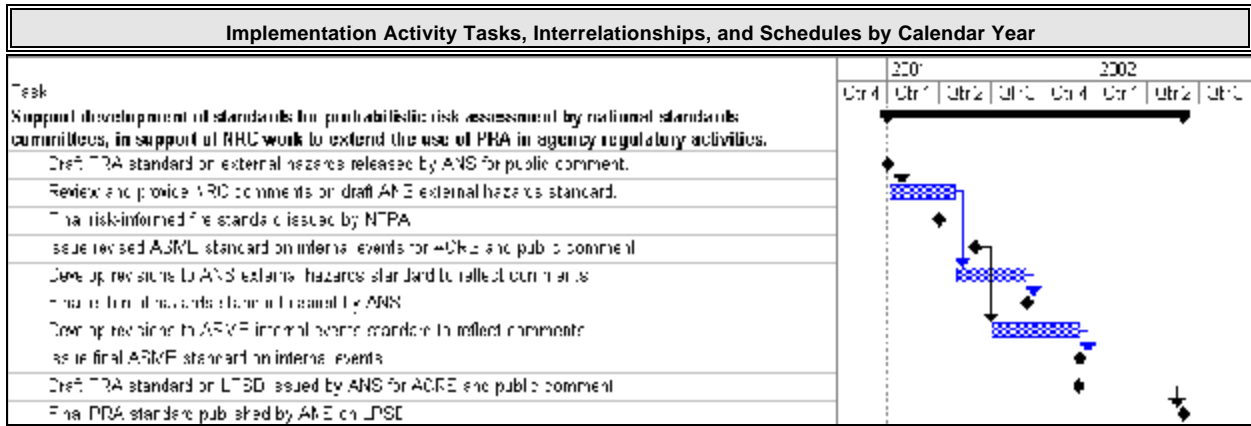 Implementation Activity Tasks, Interrelationships, and Schedules by Calendar Year
2001 2002
Task Qtr 4 Qtr 1 Qtr 2 Qtr 3 Qtr 4 Qtr 1 Qtr 2 Qtr 3
Support development of standards for probabilistic risk assessment by national standards
committees, in support of NRC work to extend the use of PRA in agency regulatory activities.
Draft PRA standard on external hazards released by ANS for public comment.
Review and provide NRC comments on draft ANS external hazards standard.
Final risk-informed fire standard issued by NFPA
Issue revised ASME standard on internal events for ACRS and public comment
Develop revisions to ANS external hazards standard to reflect comments
Final external hazards standard issued by ANS
Develop revisions to ASME internal events standard to reflect comments
Issue final ASME standard on internal events
Draft PRA standard on LPSD issued by ANS for ACRS and public comment
Final PRA standard published by ANS on LPSD